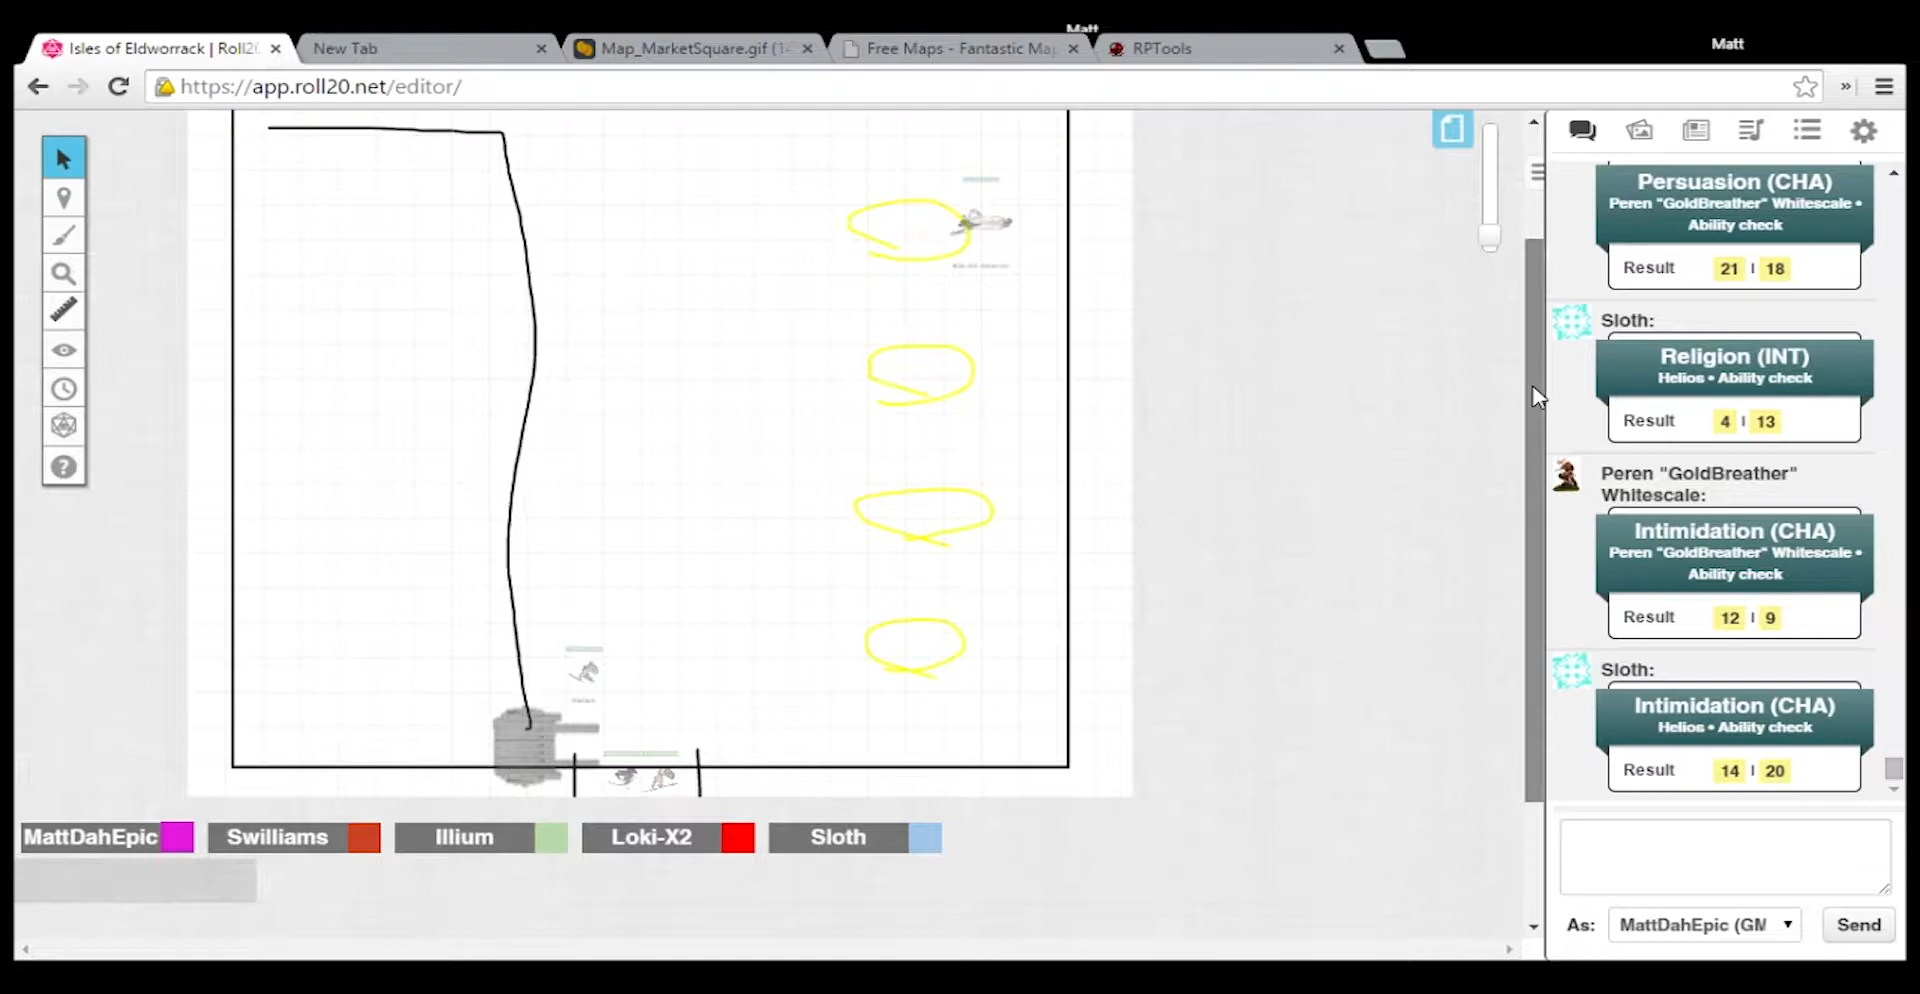 Matt
Matt
Isles of Eldworrack | Roll20
New Tab
Map_MarketSquare.gif (1
Free Maps - Fantastic Ma
RPTools
https://app.roll20.net/editor/
Persuasion (CHA)
Peren "GoldBreather" Whitescale •
Ability check
Result 21 | 18
Sloth:
Religion (INT)
Helios • Ability check
Result 4 | 13
Peren "GoldBreather"
Whitescale:
Intimidation (CHA)
Peren "GoldBreather" Whitescale •
Ability check
Result 12 | 9
Sloth:
Intimidation (CHA)
Helios • Ability check
Result 14 | 20
MattDahEpic
Swilliams
Illium
Loki-X2
Sloth
As: MattDahEpic (GM
Send